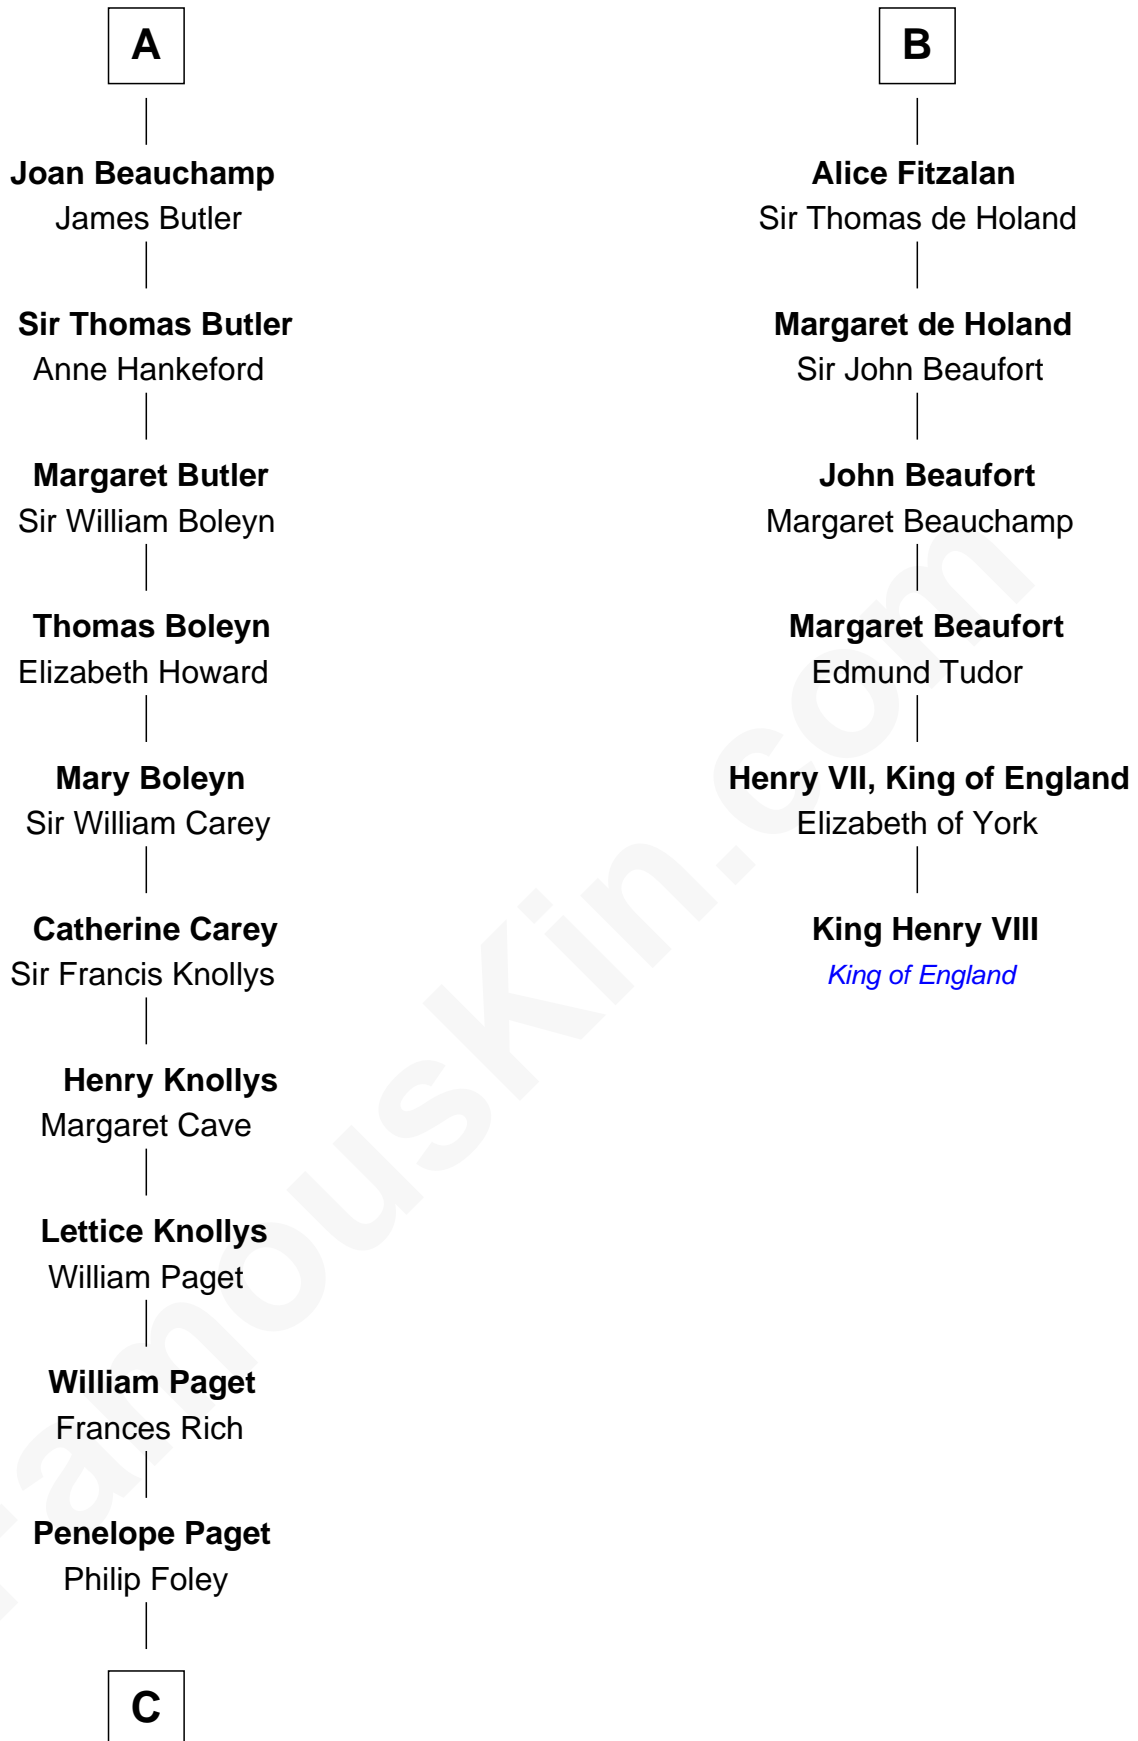 A
Joan Beauchamp
James Butler
Sir Thomas Butler
Anne Hankeford
Margaret Butler
Sir William Boleyn
Thomas Boleyn
Elizabeth Howard
Mary Boleyn
Sir William Carey
Catherine Carey
Sir Francis Knollys
Henry Knollys
Margaret Cave
Lettice Knollys
William Paget
William Paget
Frances Rich
Penelope Paget
Philip Foley
C
B
Alice Fitzalan
Sir Thomas de Holand
Margaret de Holand
Sir John Beaufort
John Beaufort
Margaret Beauchamp
Margaret Beaufort
Edmund Tudor
Henry VII, King of England
Elizabeth of York
King Henry VIII
King of England
FamousKin.com